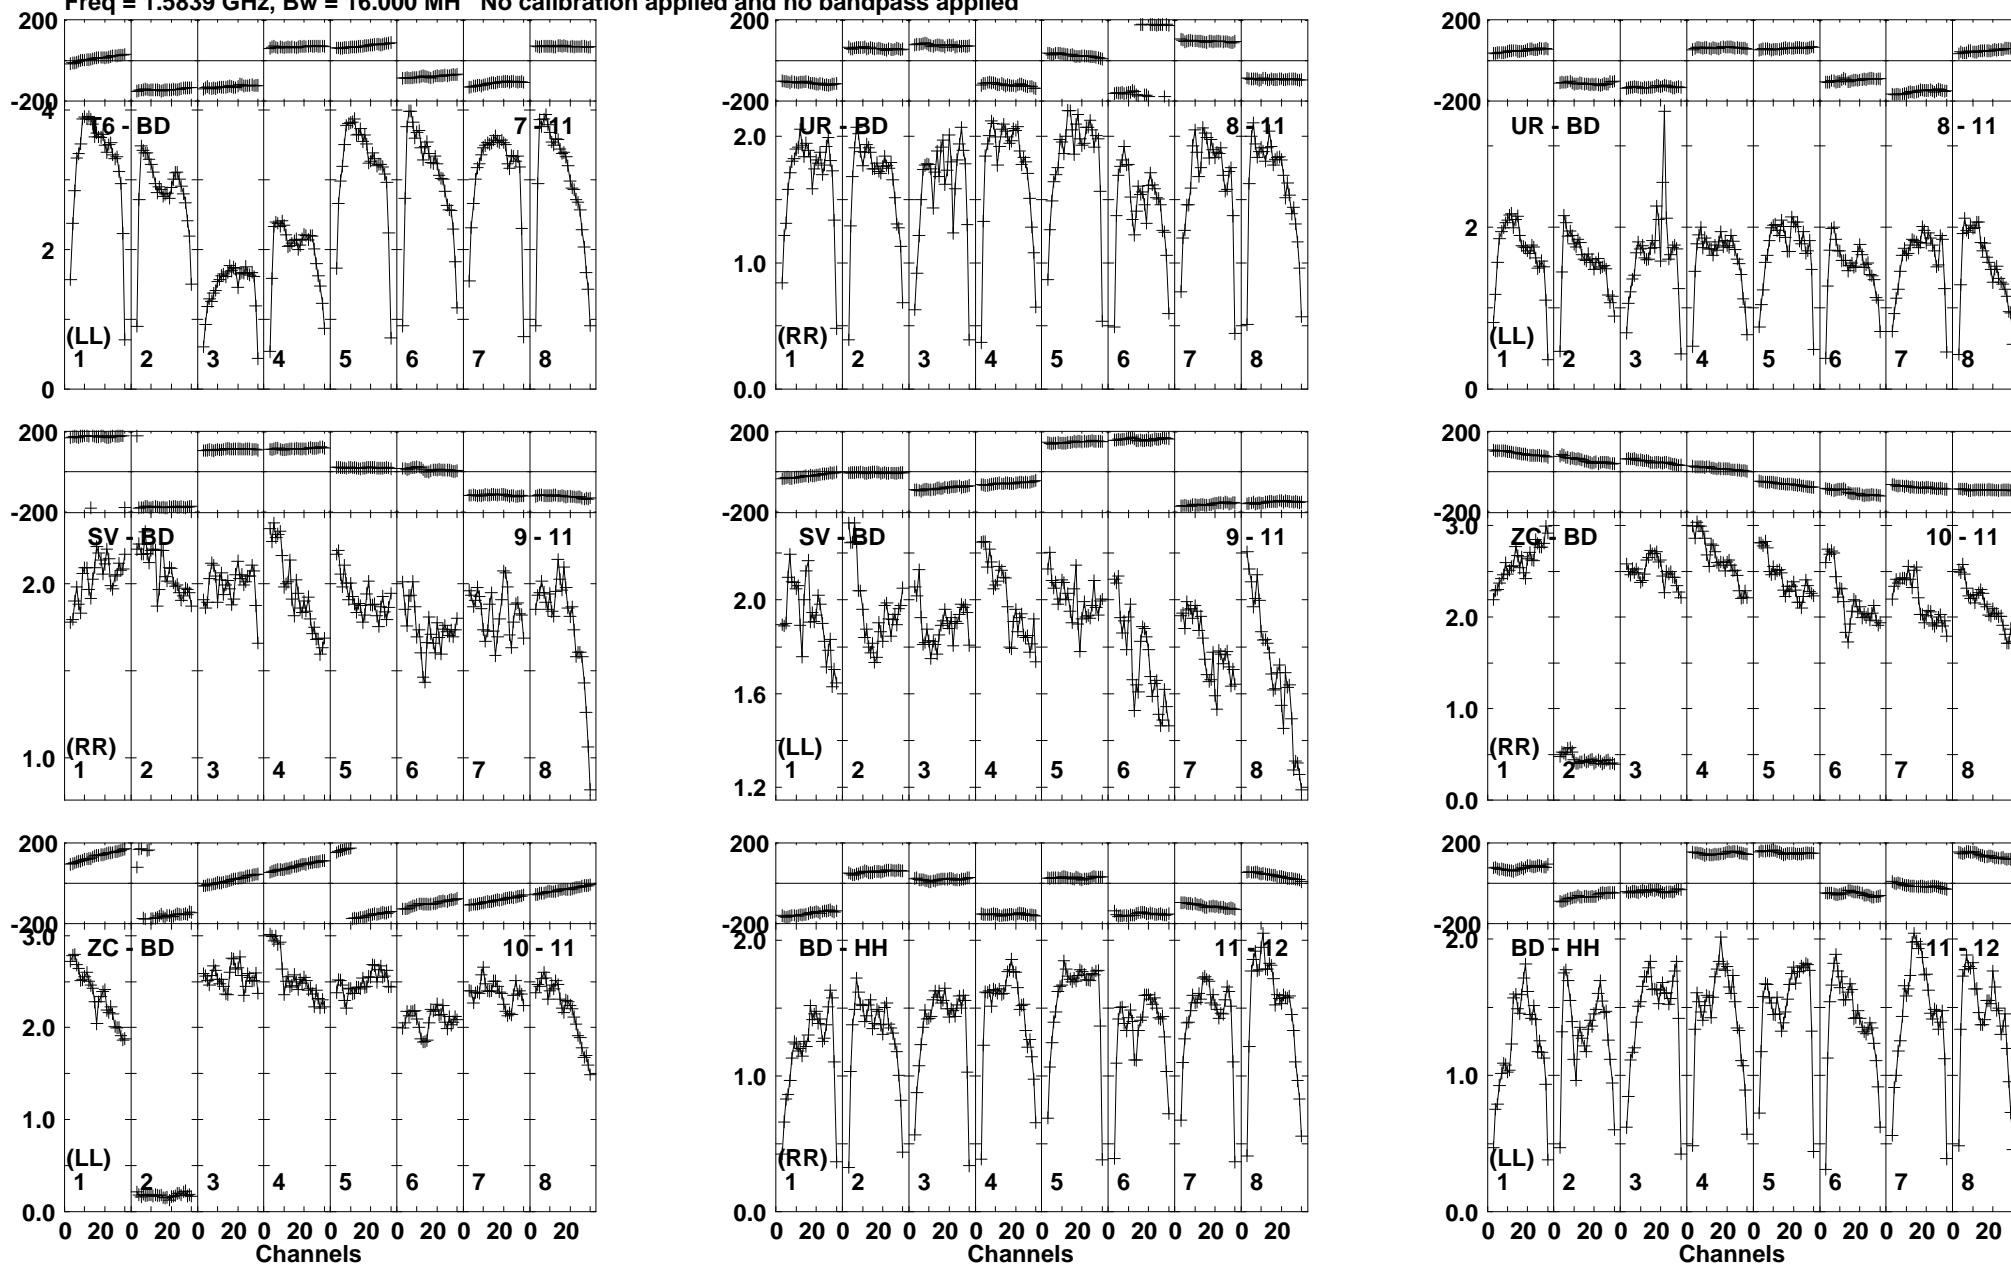 Freq = 1.5839 GHz, Bw = 16.000 MH No calibration applied and no bandpass applied
200
-200
4
2
0
T6 - BD 7 - 11
(LL)
1 2 3 4 5 6 7 8
200
-200
2.0
1.0
0.0
UR - BD 8 - 11
(RR)
1 2 3 4 5 6 7 8
200
-200
2
0
UR - BD 8 - 11
(LL)
1 2 3 4 5 6 7 8
200
-200
2.0
1.0
SV - BD 9 - 11
(RR)
1 2 3 4 5 6 7 8
200
-200
2.0
1.6
1.2
SV - BD 9 - 11
(LL)
1 2 3 4 5 6 7 8
200
-200
3.0
2.0
1.0
0.0
ZC - BD 10 - 11
(RR)
1 2 3 4 5 6 7 8
200
-200
3.0
2.0
1.0
0.0
ZC - BD 10 - 11
(LL)
1 2 3 4 5 6 7 8
0 20 0 20 0 20 0 20 0 20 0 20 0 20 0 20
Channels
200
-200
2.0
1.0
0.0
BD - HH 11 - 12
(RR)
1 2 3 4 5 6 7 8
0 20 0 20 0 20 0 20 0 20 0 20 0 20 0 20
Channels
200
-200
2.0
1.0
0.0
BD - HH 11 - 12
(LL)
1 2 3 4 5 6 7 8
0 20 0 20 0 20 0 20 0 20 0 20 0 20 0 20
Channels